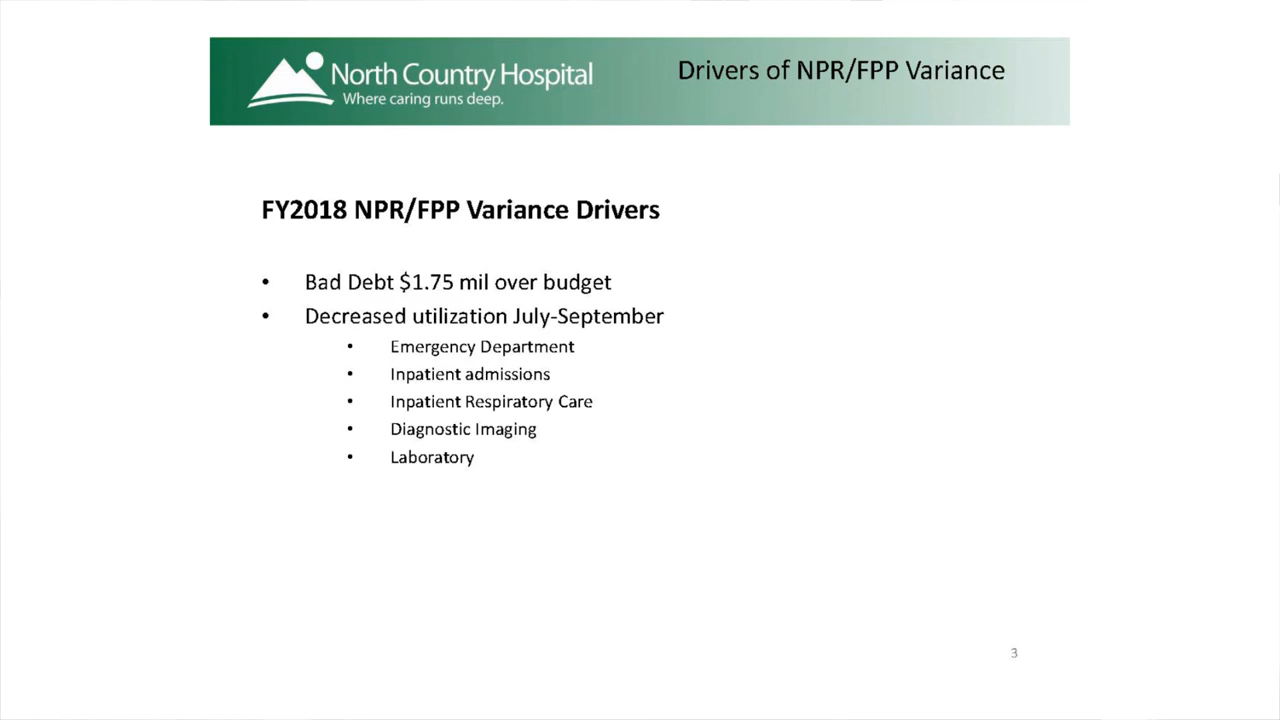 North Country Hospital
Where caring runs deep.
Drivers of NPR/FPP Variance
FY2018 NPR/FPP Variance Drivers
• Bad Debt $1.75 mil over budget
• Decreased utilization July-September
• Emergency Department
• Inpatient admissions
• Inpatient Respiratory Care
• Diagnostic Imaging
• Laboratory
3